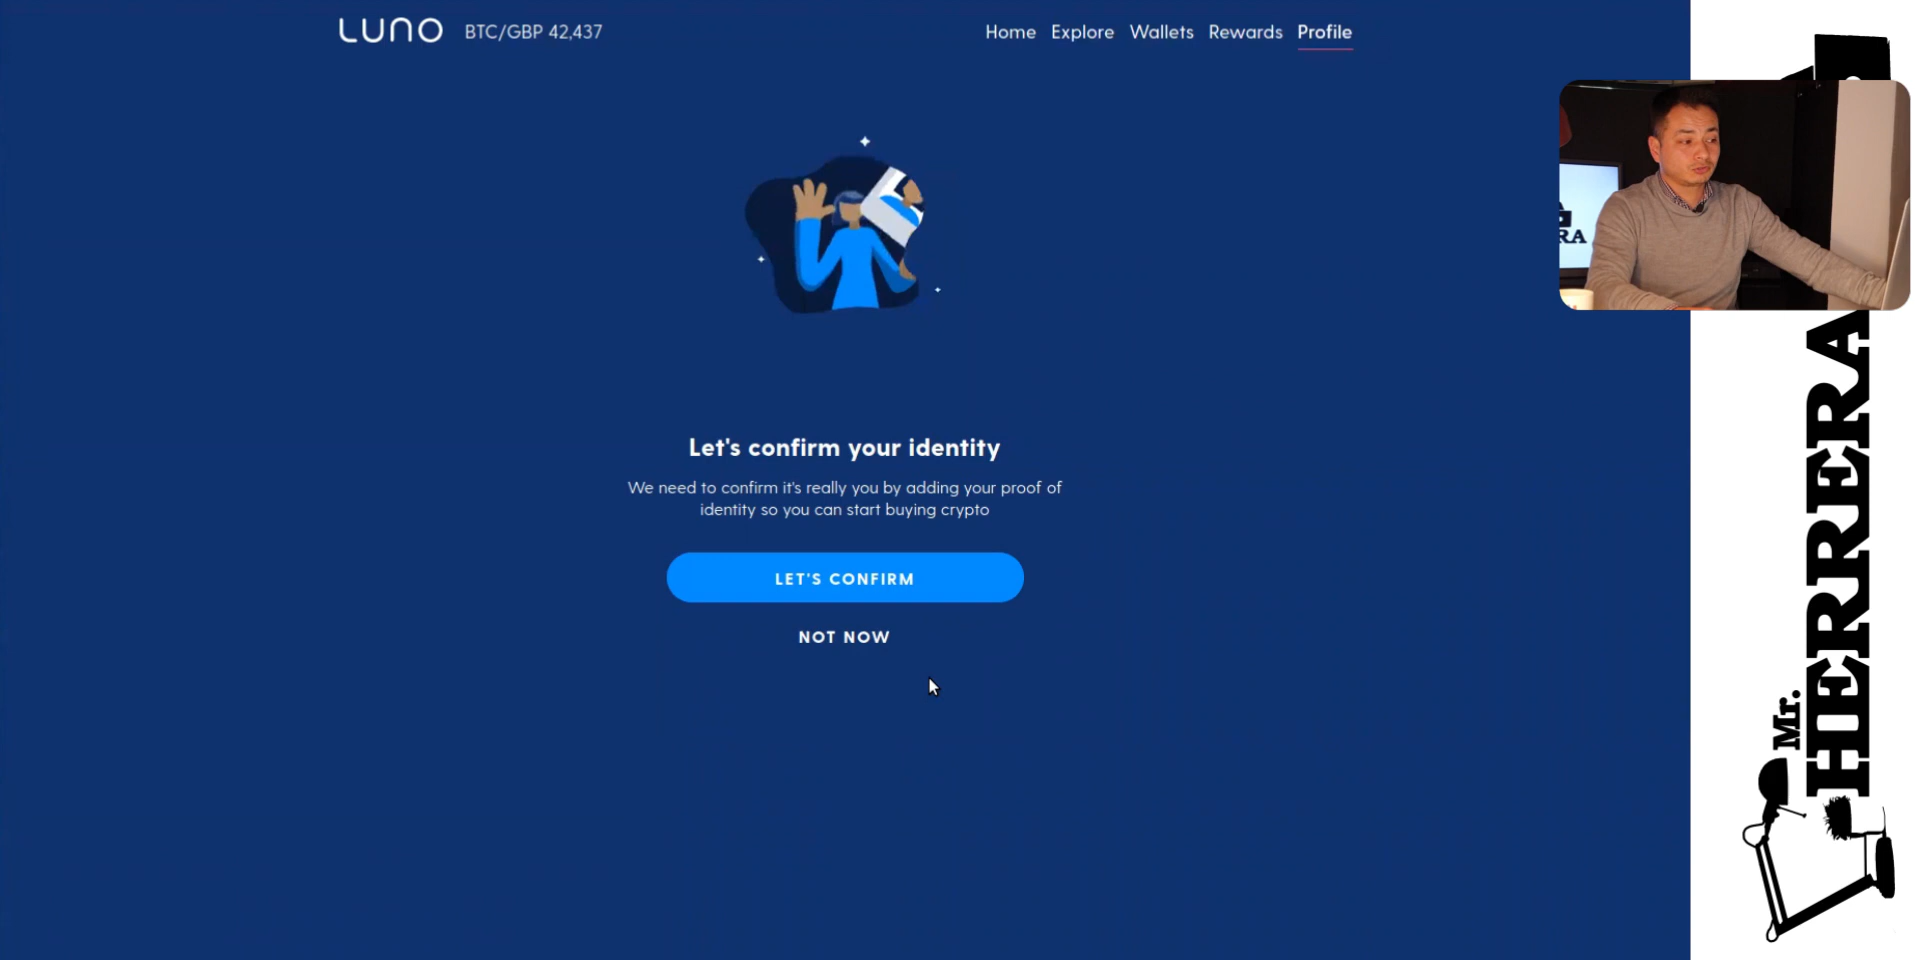 LUNO
BTC/GBP 42,437
Home
Explore
Wallets
Rewards
Profile
Let's confirm your identity
We need to confirm it's really you by adding your proof of
identity so you can start buying crypto
LET'S CONFIRM
NOT NOW
RA
Mr.
HERRERA